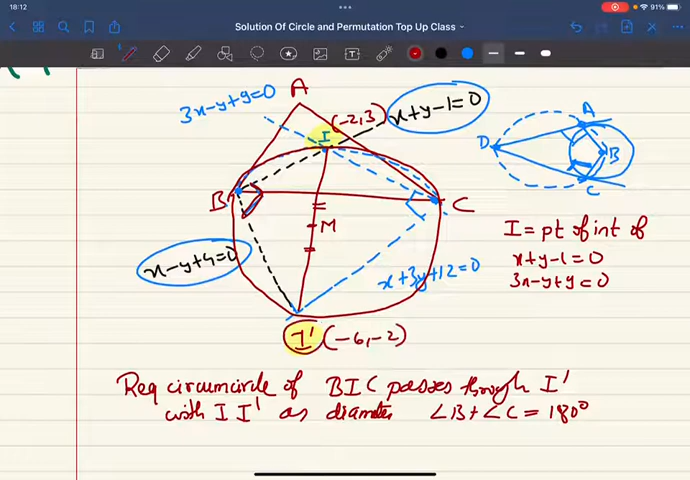 18:12
91%
Solution Of Circle and Permutation Top Up Class
A
3x-y+9=0
(-2,3)
x+y-1=0
I
A
D
B
C
B
C
M
I = pt of int of
x+y-1=0
3x-y+9=0
x-y+4=0
x+3y+12=0
I' (-6,-2)
Req circumcircle of BIC passes through I'
with I I' as diameter ∠B+∠C=180°